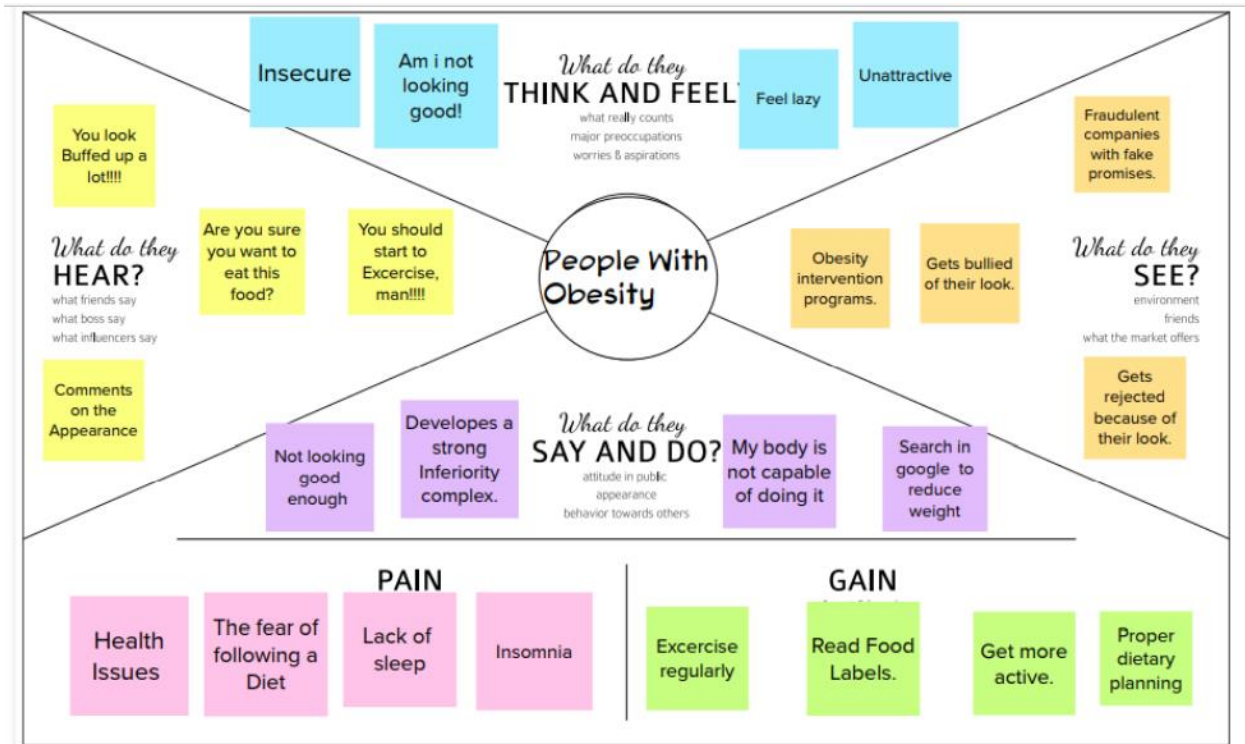 Insecure
Am i not
looking
good!
What do they
THINK AND FEEL?
what really counts
major preoccupations
worries & aspirations
Feel lazy
Unattractive
You look
Buffed up a
lot!!!!
Are you sure
you want to
eat this
food?
You should
start to
Excercise,
man!!!!
What do they
HEAR?
what friends say
what boss say
what influencers say
Comments
on the
Appearance
People With
Obesity
Fraudulent
companies
with fake
promises.
Obesity
intervention
programs.
Gets bullied
of their look.
What do they
SEE?
environment
friends
what the market offers
Gets
rejected
because of
their look.
Not looking
good
enough
Developes a
strong
Inferiority
complex.
What do they
SAY AND DO?
attitude in public
appearance
behavior towards others
My body is
not capable
of doing it
Search in
google to
reduce
weight
PAIN
Health
Issues
The fear of
following a
Diet
Lack of
sleep
Insomnia
GAIN
Excercise
regularly
Read Food
Labels.
Get more
active.
Proper
dietary
planning